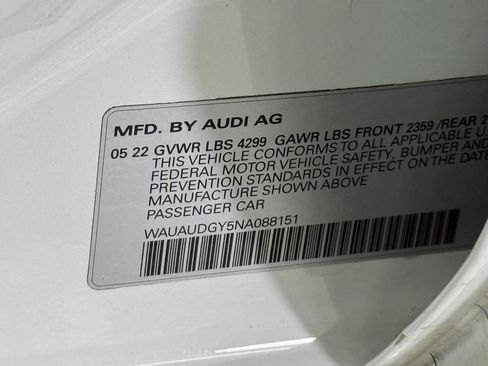 MFD. BY AUDI AG
05 22 GVWR LBS 4299 GAWR LBS FRONT 2359 /REAR 2
THIS VEHICLE CONFORMS TO ALL APPLICABLE
FEDERAL MOTOR VEHICLE SAFETY, BUMPER AND
PREVENTION STANDARDS IN EFFECT ON THE DATE
MANUFACTURE SHOWN ABOVE
PASSENGER CAR
WAUAUDGY5NA088151